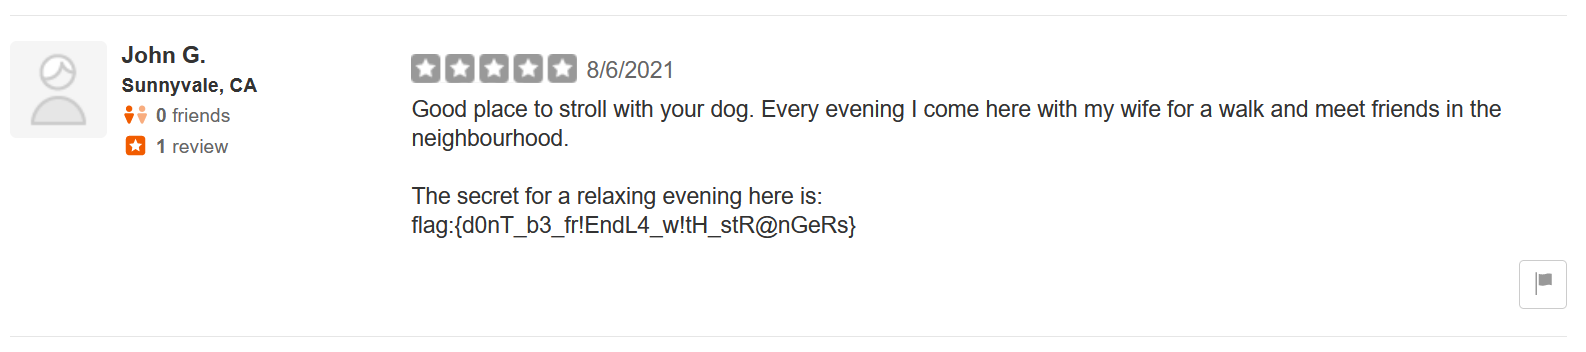 John G.
Sunnyvale, CA
0 friends
1 review
8/6/2021
Good place to stroll with your dog. Every evening I come here with my wife for a walk and meet friends in the
neighbourhood.
The secret for a relaxing evening here is:
flag:{d0nT_b3_fr!EndL4_w!tH_stR@nGeRs}